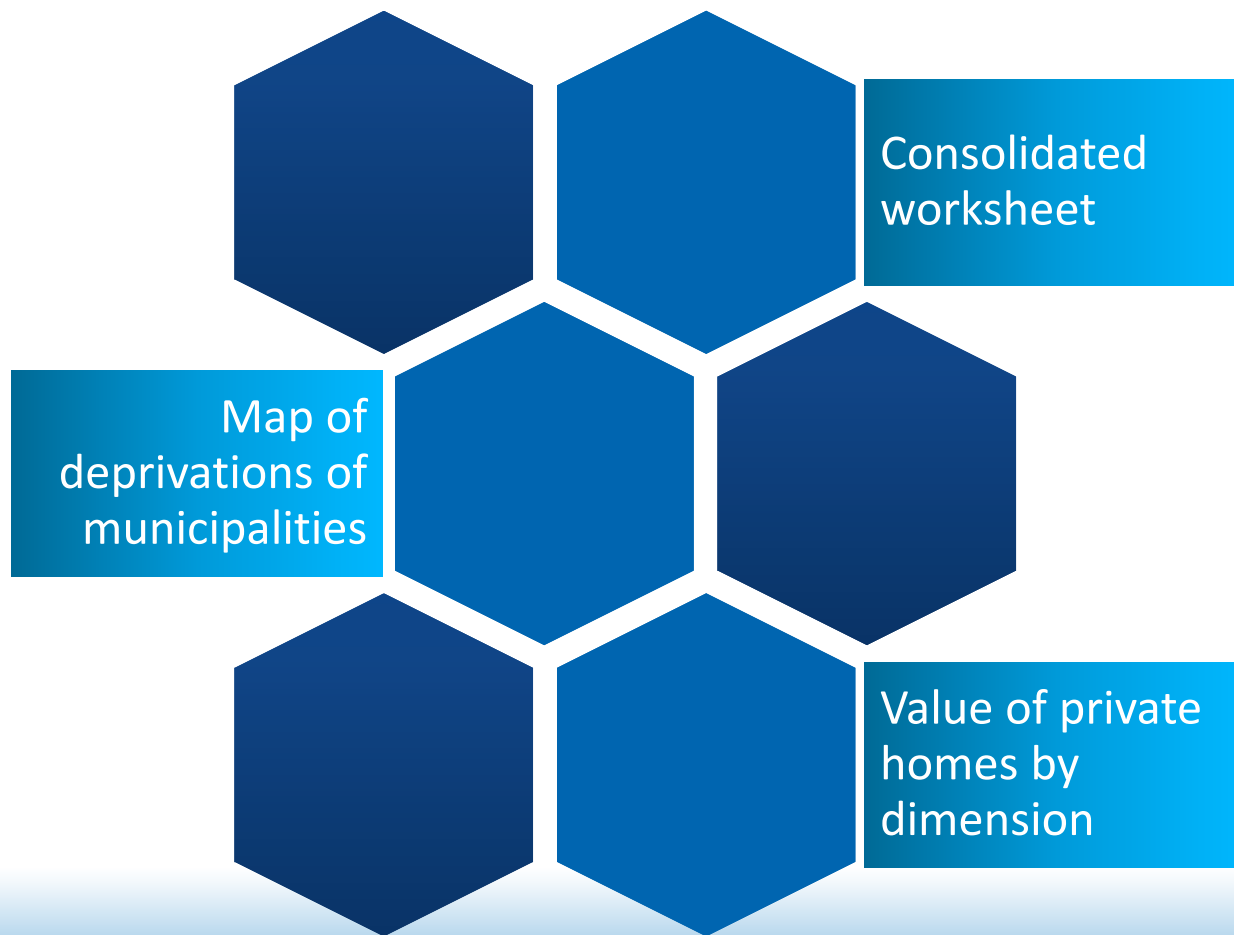 Consolidated
worksheet
Map of
deprivations of
municipalities
Value of private
homes by
dimension